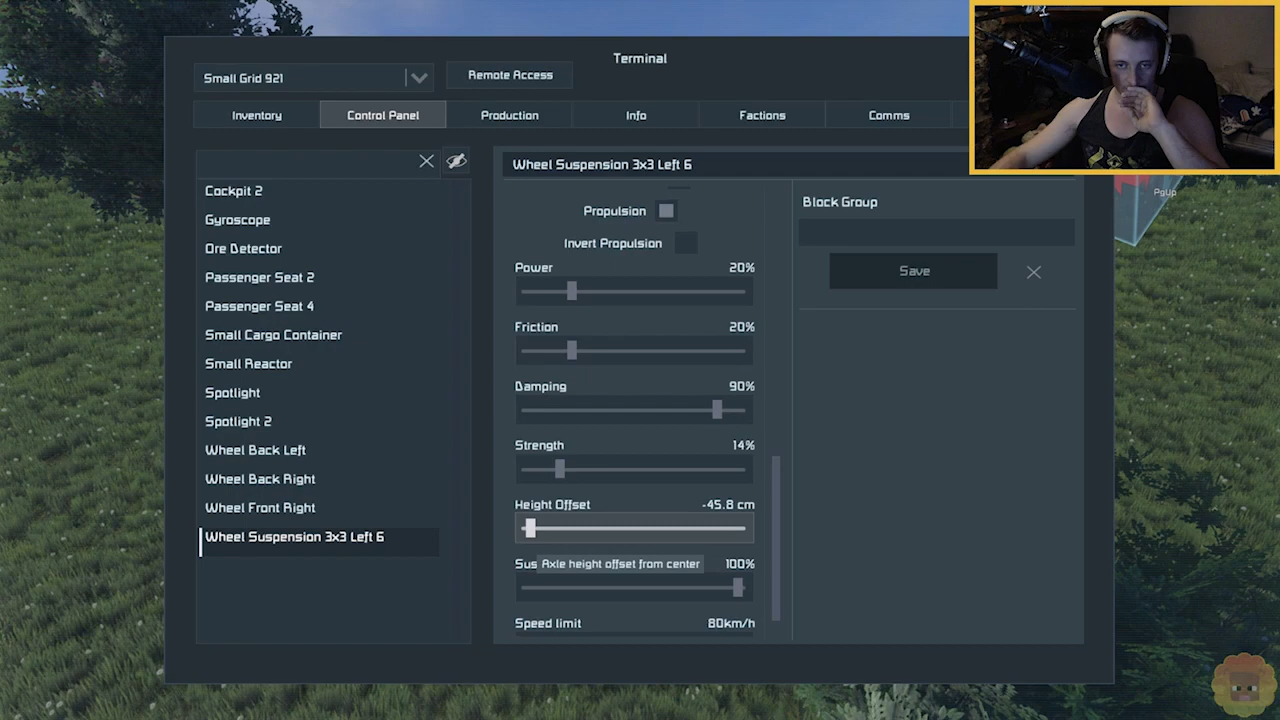 Terminal
Small Grid 921
Remote Access
Inventory
Control Panel
Production
Info
Factions
Comms
Cockpit 2
Gyroscope
Ore Detector
Passenger Seat 2
Passenger Seat 4
Small Cargo Container
Small Reactor
Spotlight
Spotlight 2
Wheel Back Left
Wheel Back Right
Wheel Front Right
Wheel Suspension 3x3 Left 6
Wheel Suspension 3x3 Left 6
Propulsion
Invert Propulsion
Power 20%
Friction 20%
Damping 90%
Strength 14%
Height Offset -45.8 cm
Sus 100%
Axle height offset from center
Speed limit 80km/h
Block Group
Save
PgUp